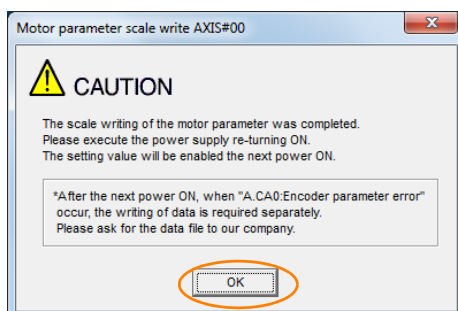 Motor parameter scale write AXIS#00
CAUTION
The scale writing of the motor parameter was completed.
Please execute the power supply re-turning ON.
The setting value will be enabled the next power ON.
*After the next power ON, when "A.CA0:Encoder parameter error"
occur, the writing of data is required separately.
Please ask for the data file to our company.
OK